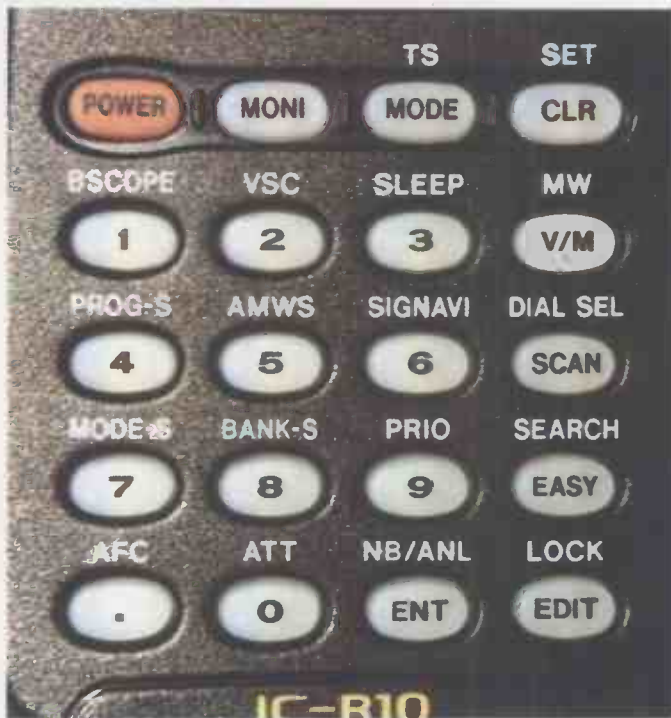 TS SET
POWER MONI MODE CLR
BSCOPE VSC SLEEP MW
1 2 3 V/M
PROG-S AMWS SIGNAVI DIAL SEL
4 5 6 SCAN
MODE-S BANK-S PRIO SEARCH
7 8 9 EASY
AFC ATT NB/ANL LOCK
. 0 ENT EDIT
IC-R10